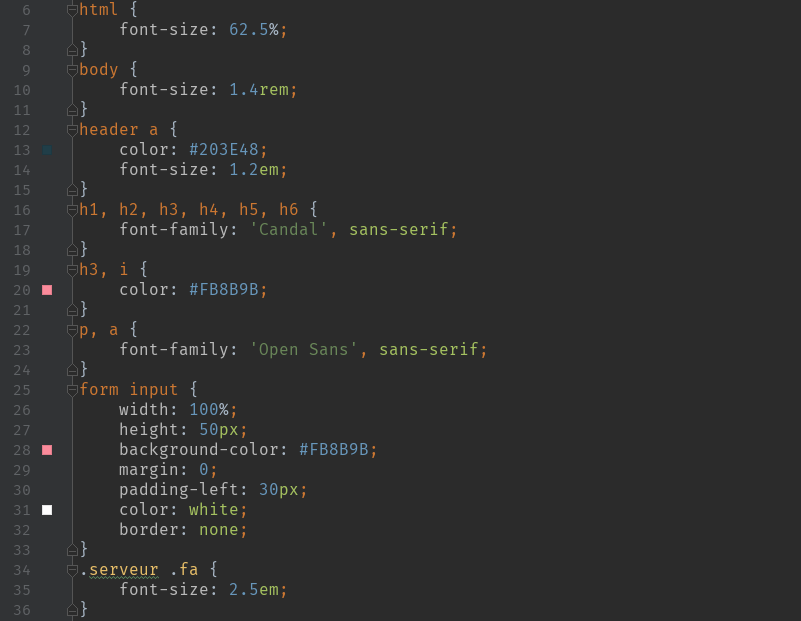 6 html {
7     font-size: 62.5%;
8 }
9 body {
10     font-size: 1.4rem;
11 }
12 header a {
13     color: #203E48;
14     font-size: 1.2em;
15 }
16 h1, h2, h3, h4, h5, h6 {
17     font-family: 'Candal', sans-serif;
18 }
19 h3, i {
20     color: #FB8B9B;
21 }
22 p, a {
23     font-family: 'Open Sans', sans-serif;
24 }
25 form input {
26     width: 100%;
27     height: 50px;
28     background-color: #FB8B9B;
29     margin: 0;
30     padding-left: 30px;
31     color: white;
32     border: none;
33 }
34 .serveur .fa {
35     font-size: 2.5em;
36 }